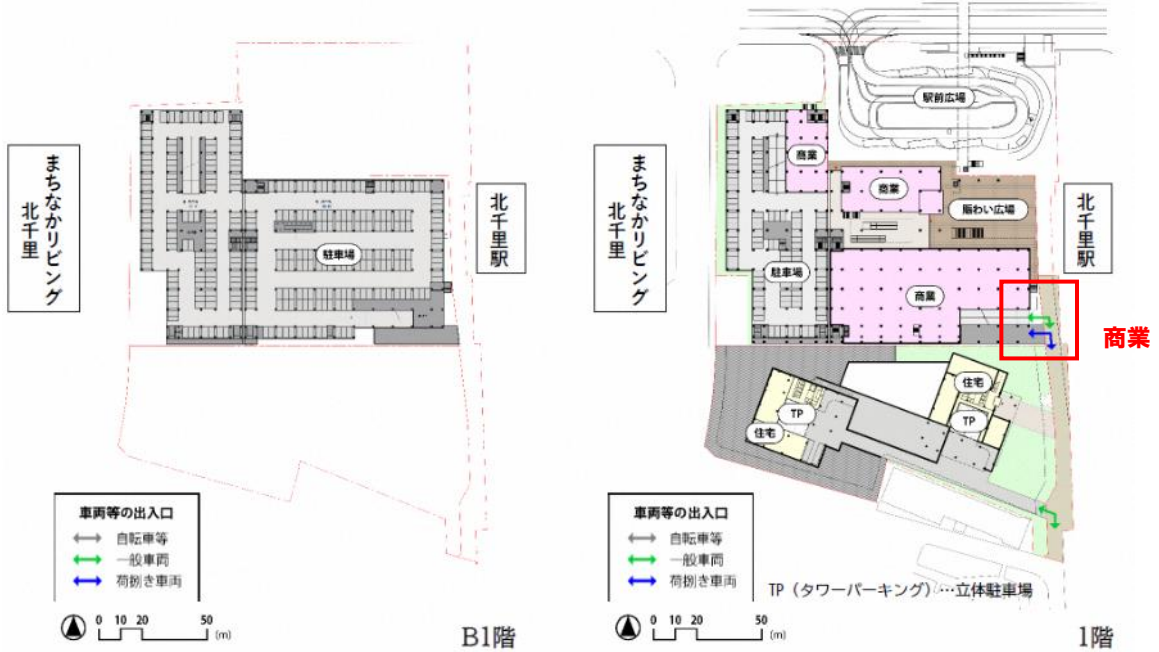 まちなかリビング
北千里
駐車場
北千里駅
車両等の出入口
自転車等
一般車両
荷捌き車両
0 10 20 50
(m)
B1階
駅前広場
商業
商業
賑わい広場
まちなかリビング
北千里
駐車場
商業
北千里駅
商業
住宅
TP
TP
住宅
車両等の出入口
自転車等
一般車両
荷捌き車両
TP(タワーパーキング)…立体駐車場
0 10 20 50
(m)
1階